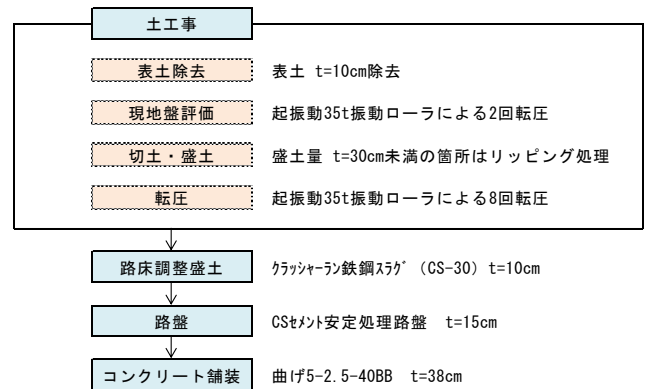 土工事
表土除去 表土 t=10cm除去
現地盤評価 起振動35t振動ローラによる2回転圧
切土・盛土 盛土量 t=30cm未満の箇所はリッピング処理
転圧 起振動35t振動ローラによる8回転圧
路床調整盛土 ｸﾗｯｼｬｰﾗﾝ鉄鋼ｽﾗｸﾞ（CS-30）t=10cm
路盤 CSｾﾒﾝﾄ安定処理路盤 t=15cm
コンクリート舗装 曲げ5-2.5-40BB t=38cm